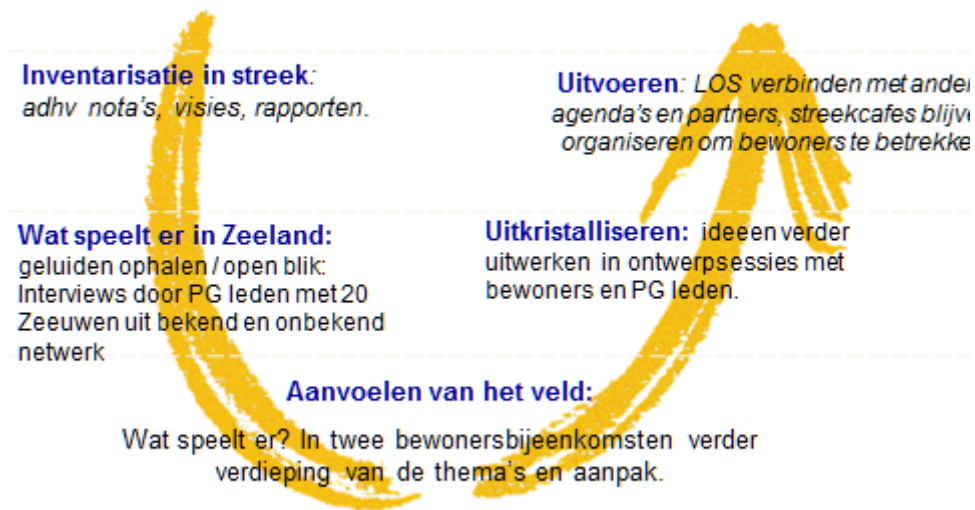 Inventarisatie in streek:
adhv nota's, visies, rapporten.
Wat speelt er in Zeeland:
geluiden ophalen / open blik:
Interviews door PG leden met 20
Zeeuwen uit bekend en onbekend
netwerk
Aanvoelen van het veld:
Wat speelt er? In twee bewonersbijeenkomsten verder
verdieping van de thema's en aanpak.
Uitkristalliseren: ideeen verder
uitwerken in ontwerpsessies met
bewoners en PG leden.
Uitvoeren: LOS verbinden met ander
agenda's en partners, streekcafes blijve
organiseren om bewoners te betrekke